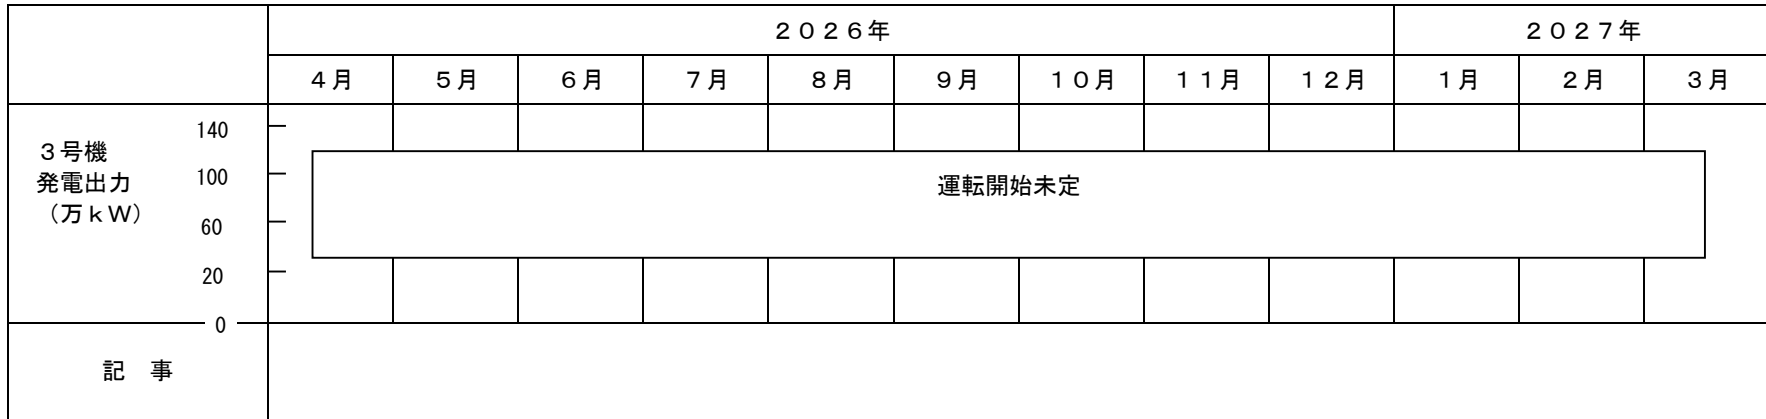 ２０２６年 ２０２７年
４月 ５月 ６月 ７月 ８月 ９月 １０月 １１月 １２月 １月 ２月 ３月
３号機
発電出力
（万ｋＷ）
140
100
60
20
0
運転開始未定
記　事